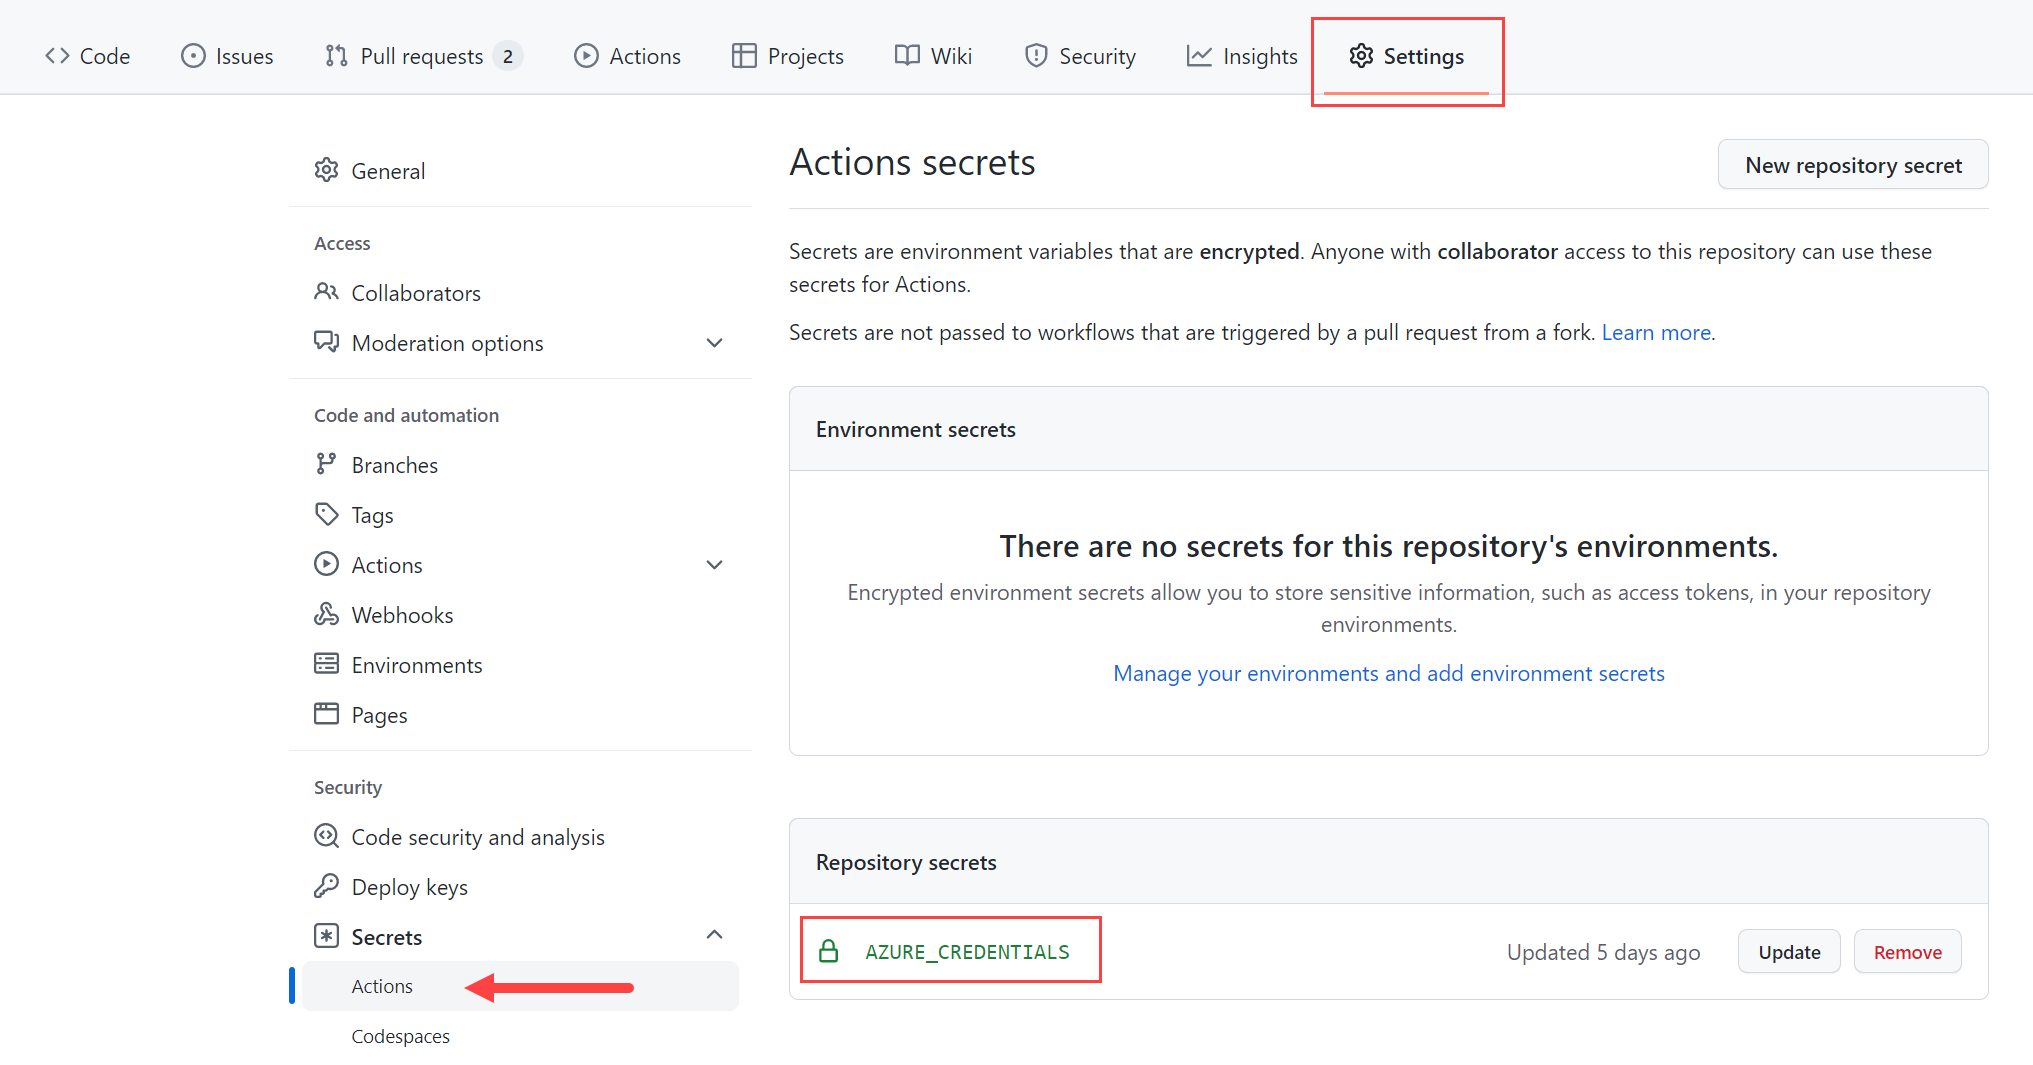 Code
Issues
Pull requests 2
Actions
Projects
Wiki
Security
Insights
Settings
General
Access
Collaborators
Moderation options
Code and automation
Branches
Tags
Actions
Webhooks
Environments
Pages
Security
Code security and analysis
Deploy keys
Secrets
Actions
Codespaces
Actions secrets
New repository secret
Secrets are environment variables that are encrypted. Anyone with collaborator access to this repository can use these
secrets for Actions.
Secrets are not passed to workflows that are triggered by a pull request from a fork. Learn more.
Environment secrets
There are no secrets for this repository's environments.
Encrypted environment secrets allow you to store sensitive information, such as access tokens, in your repository
environments.
Manage your environments and add environment secrets
Repository secrets
AZURE_CREDENTIALS
Updated 5 days ago
Update
Remove